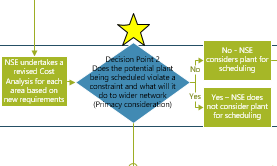 NSE undertake a
revised Cost
Analysis for each
area based on
new requirements
Decision Point 2
Does the potential plant
being scheduled violate a
constraint and what will it
do to wider network
(Primacy consideration)
No
Yes
No - NSE
considers plant for
scheduling
Yes – NSE does
not consider plant
for scheduling